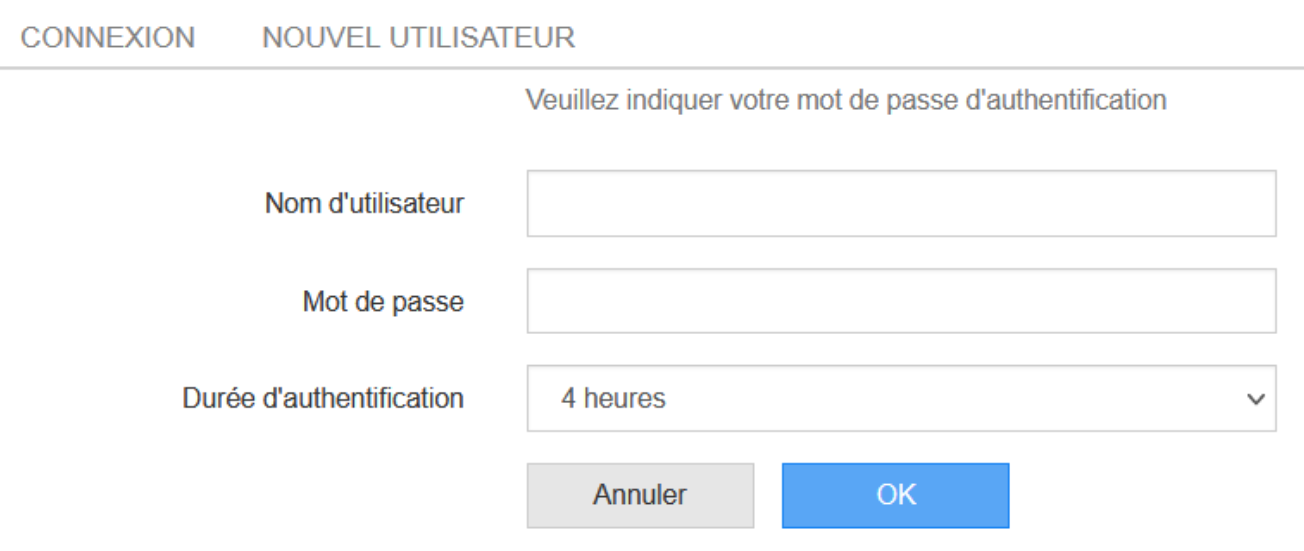 CONNEXION NOUVEL UTILISATEUR
Veuillez indiquer votre mot de passe d'authentification
Nom d'utilisateur
Mot de passe
Durée d'authentification 4 heures
Annuler OK